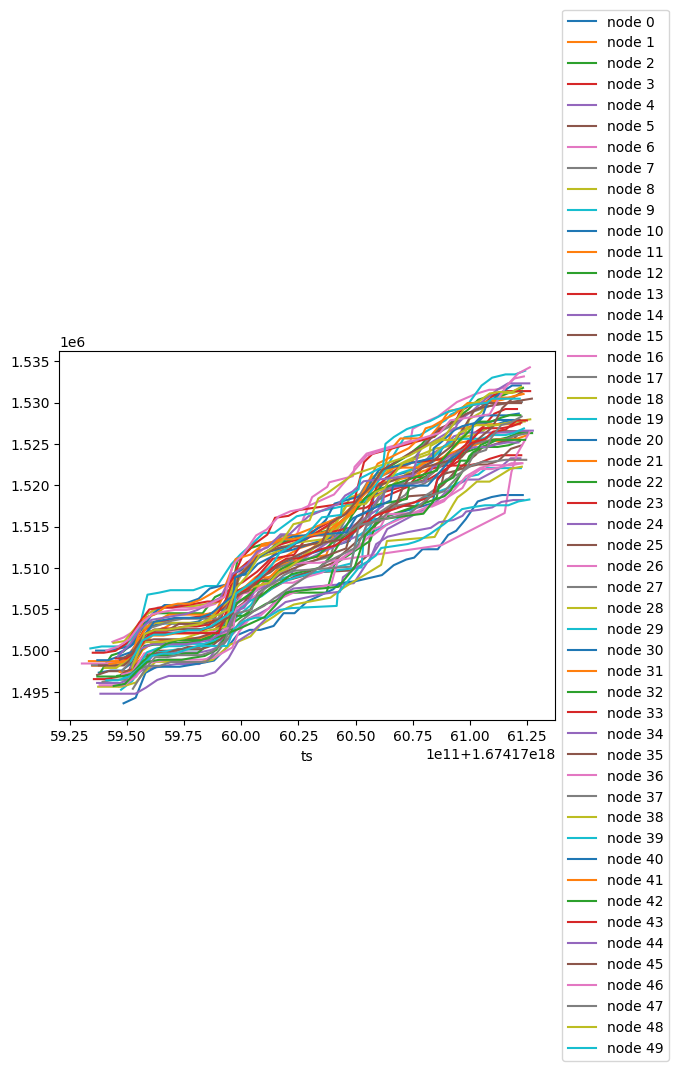 node 0
node 1
node 2
node 3
node 4
node 5
node 6
node 7
node 8
node 9
node 10
node 11
node 12
node 13
node 14
node 15
node 16
node 17
node 18
node 19
node 20
node 21
node 22
node 23
node 24
node 25
node 26
node 27
node 28
node 29
node 30
node 31
node 32
node 33
node 34
node 35
node 36
node 37
node 38
node 39
node 40
node 41
node 42
node 43
node 44
node 45
node 46
node 47
node 48
node 49
1e6
1.535
1.530
1.525
1.520
1.515
1.510
1.505
1.500
1.495
59.25 59.50 59.75 60.00 60.25 60.50 60.75 61.00 61.25
ts
1e11+1.67417e18